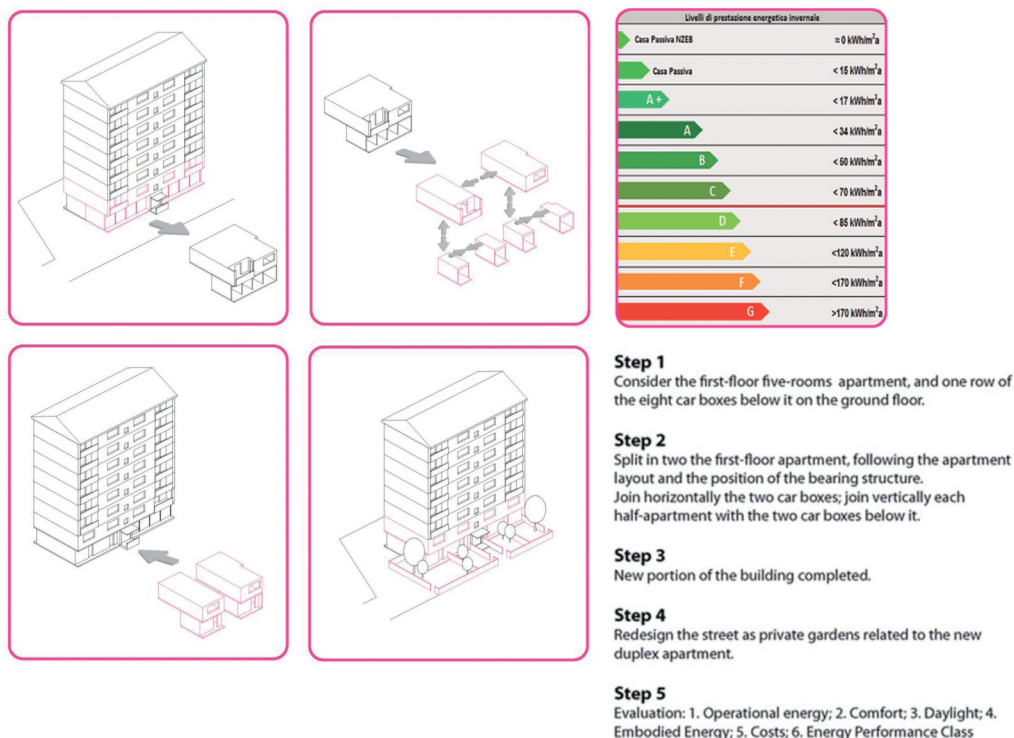 Livelli di prestazione energetica invernale
Casa Passiva NZEB ≈ 0 kWh/m²a
Casa Passiva < 15 kWh/m²a
A+ < 17 kWh/m²a
A < 34 kWh/m²a
B < 50 kWh/m²a
C < 70 kWh/m²a
D < 85 kWh/m²a
E <120 kWh/m²a
F <170 kWh/m²a
G >170 kWh/m²a
Step 1
Consider the first-floor five-rooms apartment, and one row of
the eight car boxes below it on the ground floor.
Step 2
Split in two the first-floor apartment, following the apartment
layout and the position of the bearing structure.
Join horizontally the two car boxes; join vertically each
half-apartment with the two car boxes below it.
Step 3
New portion of the building completed.
Step 4
Redesign the street as private gardens related to the new
duplex apartment.
Step 5
Evaluation: 1. Operational energy; 2. Comfort; 3. Daylight; 4.
Embodied Energy; 5. Costs; 6. Energy Performance Class